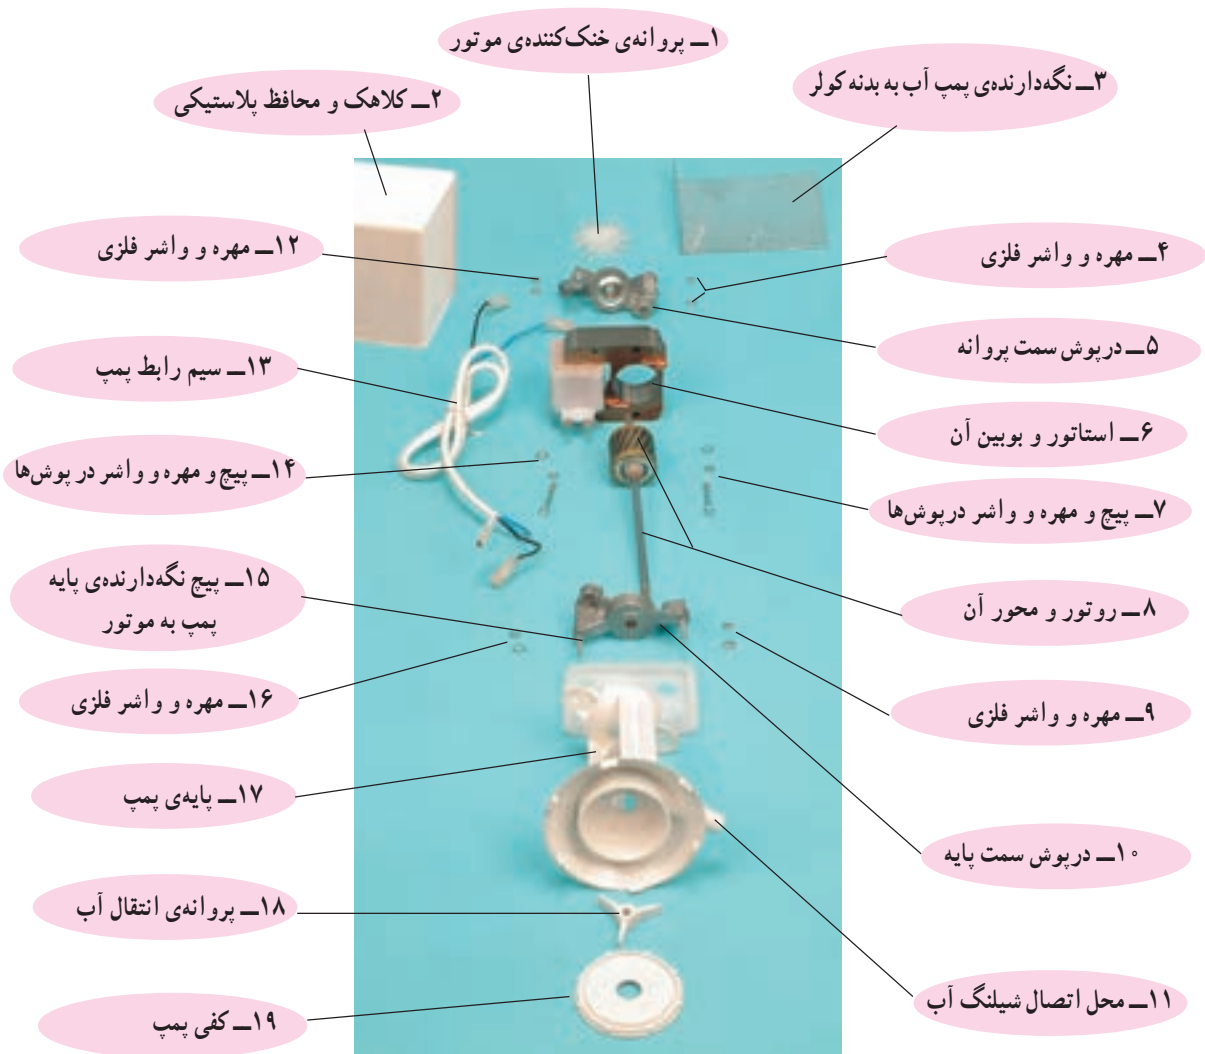 ۱ــ پروانه‌ی خنک‌کننده‌ی موتور
۲ــ کلاهک و محافظ پلاستیکی
۳ــ نگه‌دارنده‌ی پمپ آب به بدنه کولر
۴ــ مهره و واشر فلزی
۵ــ درپوش سمت پروانه
۶ــ استاتور و بوبین آن
۷ــ پیچ و مهره و واشر درپوش‌ها
۸ــ روتور و محور آن
۹ــ مهره و واشر فلزی
۱۰ــ درپوش سمت پایه
۱۱ــ محل اتصال شیلنگ آب
۱۲ــ مهره و واشر فلزی
۱۳ــ سیم رابط پمپ
۱۴ــ پیچ و مهره و واشر در پوش‌ها
۱۵ــ پیچ نگه‌دارنده‌ی پایه
پمپ به موتور
۱۶ــ مهره و واشر فلزی
۱۷ــ پایه‌ی پمپ
۱۸ــ پروانه‌ی انتقال آب
۱۹ــ کفی پمپ